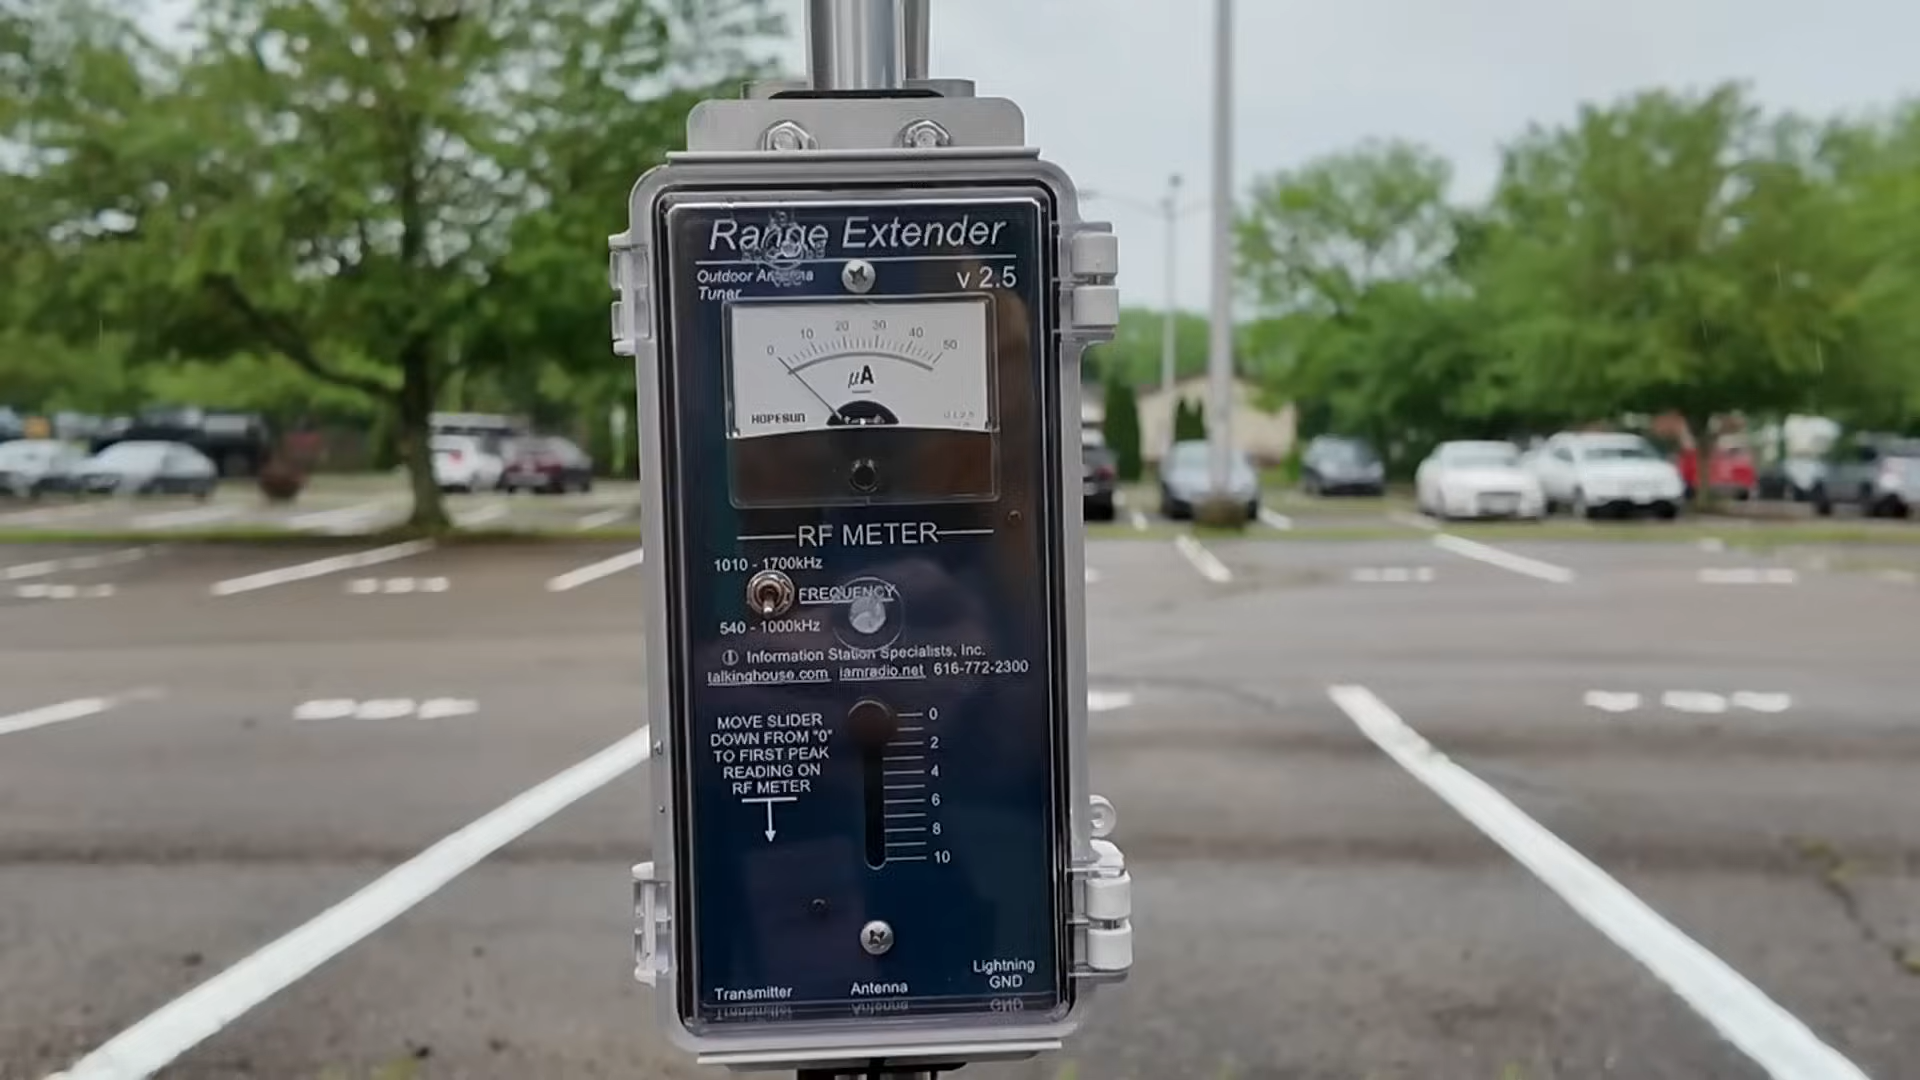 Range Extender
Outdoor Antenna
Tuner
v 2.5
0 10 20 30 40 50
µA
HOPESUN
RF METER
1010 - 1700kHz
FREQUENCY
540 - 1000kHz
Information Station Specialists, Inc.
talkinghouse.com iamradio.net 616-772-2300
MOVE SLIDER
DOWN FROM "0"
TO FIRST PEAK
READING ON
RF METER
0
2
4
6
8
10
Transmitter
Antenna
Lightning
GND